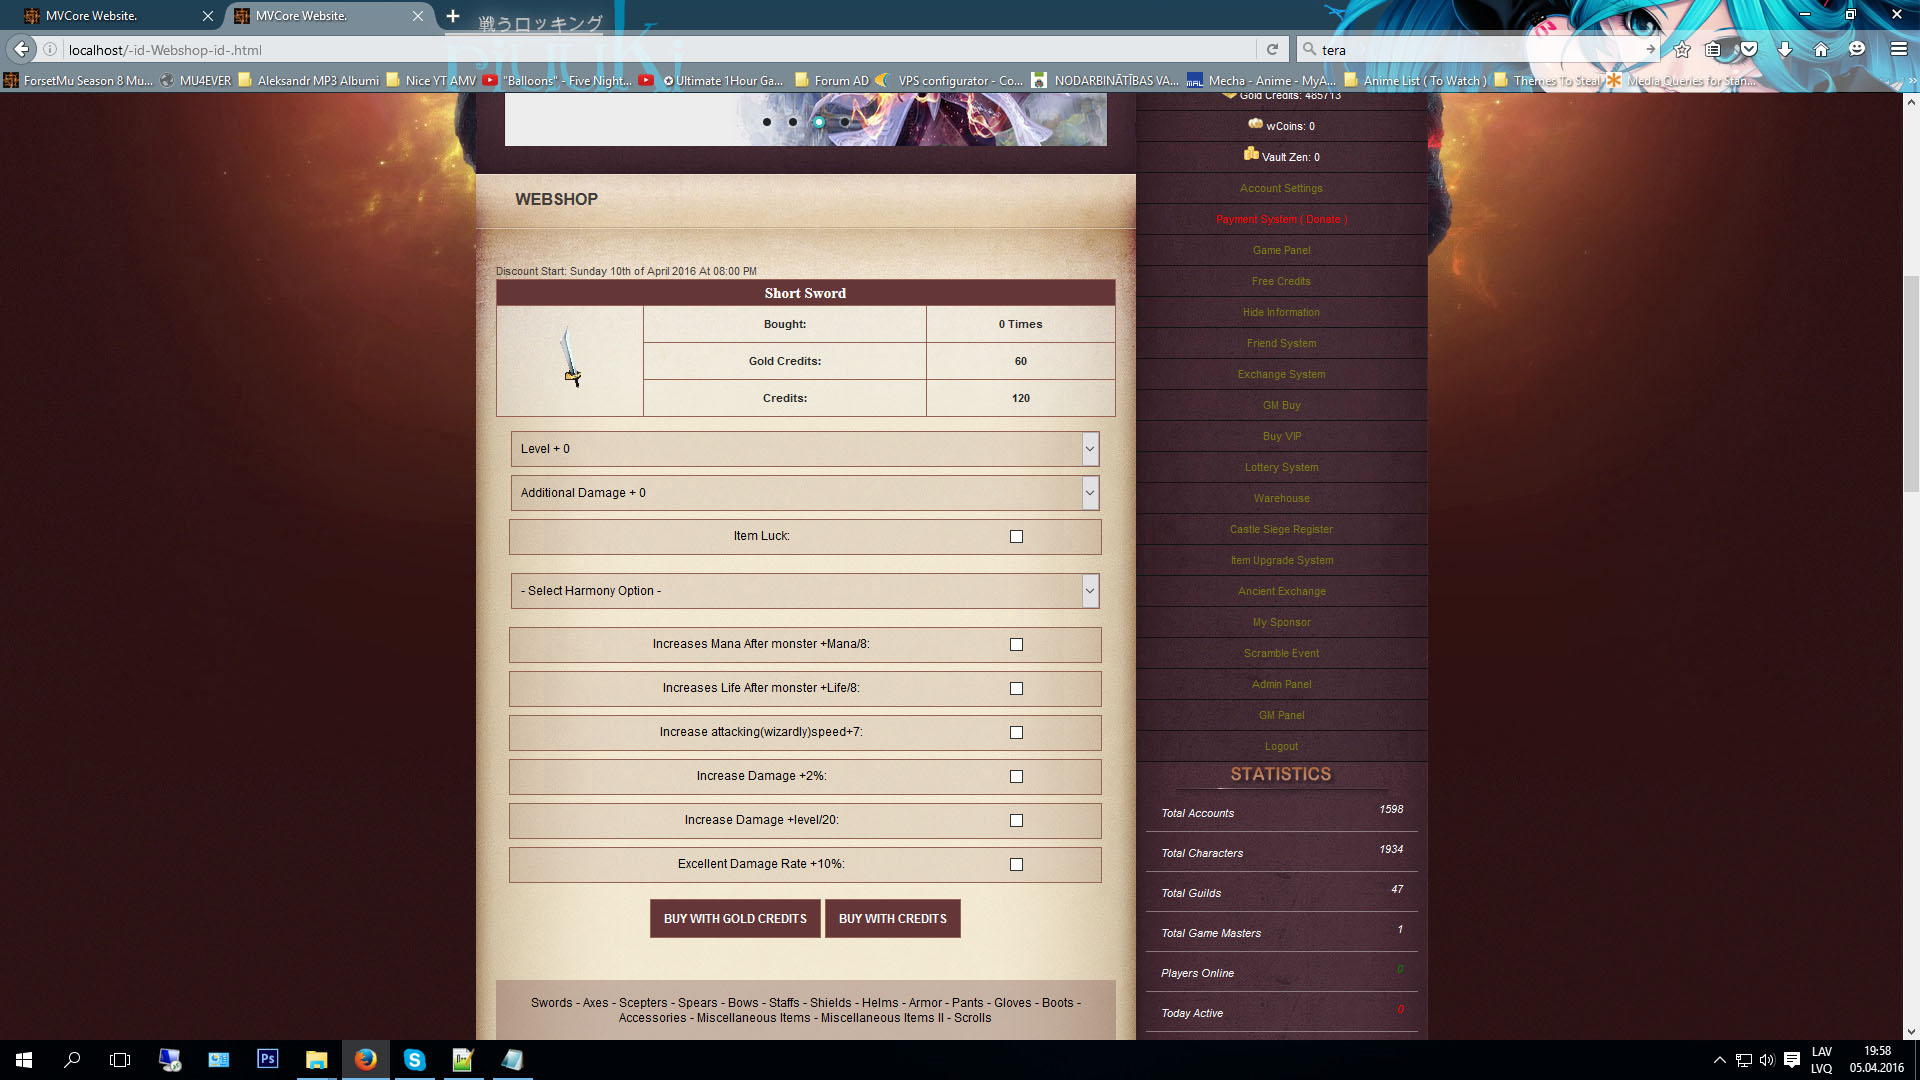 MVCore Website.
MVCore Website.
戦うロッキング
localhost/-id-Webshop-id-.html
tera
ForsetMu Season 8 Mu...
MU4EVER
Aleksandr MP3 Albumi
Nice YT AMV
"Balloons" - Five Night...
✪Ultimate 1Hour Ga...
Forum AD
VPS configurator - Co...
NODARBINĀTĪBAS VA...
MAL
Mecha - Anime - MyA...
Anime List ( To Watch )
Themes To Steal
Media Queries for Stan...
Gold Credits: 485713
wCoins: 0
Vault Zen: 0
Account Settings
Payment System ( Donate )
Game Panel
Free Credits
Hide Information
Friend System
Exchange System
GM Buy
Buy VIP
Lottery System
Warehouse
Castle Siege Register
Item Upgrade System
Ancient Exchange
My Sponsor
Scramble Event
Admin Panel
GM Panel
Logout
STATISTICS
Total Accounts 1598
Total Characters 1934
Total Guilds 47
Total Game Masters 1
Players Online 0
Today Active 0
WEBSHOP
Discount Start: Sunday 10th of April 2016 At 08:00 PM
Short Sword
Bought: 0 Times
Gold Credits: 60
Credits: 120
Level + 0
Additional Damage + 0
Item Luck:
- Select Harmony Option -
Increases Mana After monster +Mana/8:
Increases Life After monster +Life/8:
Increase attacking(wizardly)speed+7:
Increase Damage +2%:
Increase Damage +level/20:
Excellent Damage Rate +10%:
BUY WITH GOLD CREDITS
BUY WITH CREDITS
Swords - Axes - Scepters - Spears - Bows - Staffs - Shields - Helms - Armor - Pants - Gloves - Boots -
Accessories - Miscellaneous Items - Miscellaneous Items II - Scrolls
Ps
LAV
LVQ
19:58
05.04.2016